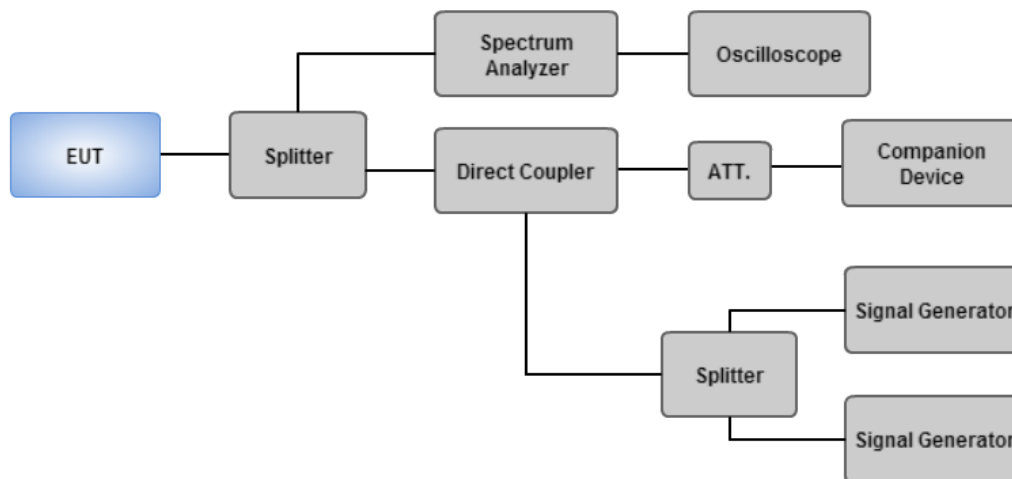 Spectrum
Analyzer
Oscilloscope
EUT
Splitter
Direct Coupler
ATT.
Companion
Device
Signal Generator
Splitter
Signal Generator